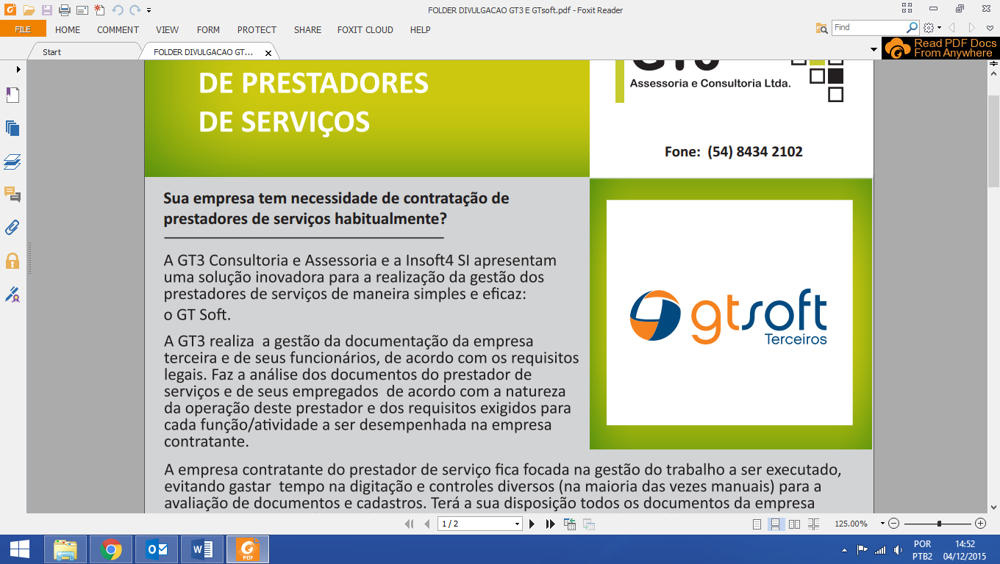 FOLDER DIVULGACAO GT3 E GTsoft.pdf - Foxit Reader
FILE HOME COMMENT VIEW FORM PROTECT SHARE FOXIT CLOUD HELP
Find
Start
FOLDER DIVULGACAO GT...
Read PDF Docs
From Anywhere
DE PRESTADORES
DE SERVIÇOS
GT3
Assessoria e Consultoria Ltda.
Fone: (54) 8434 2102
Sua empresa tem necessidade de contratação de
prestadores de serviços habitualmente?
A GT3 Consultoria e Assessoria e a Insoft4 SI apresentam
uma solução inovadora para a realização da gestão dos
prestadores de serviços de maneira simples e eficaz:
o GT Soft.
A GT3 realiza a gestão da documentação da empresa
terceira e de seus funcionários, de acordo com os requisitos
legais. Faz a análise dos documentos do prestador de
serviços e de seus empregados de acordo com a natureza
da operação deste prestador e dos requisitos exigidos para
cada função/atividade a ser desempenhada na empresa
contratante.
gtsoft
Terceiros
A empresa contratante do prestador de serviço fica focada na gestão do trabalho a ser executado,
evitando gastar tempo na digitação e controles diversos (na maioria das vezes manuais) para a
avaliação de documentos e cadastros. Terá a sua disposição todos os documentos da empresa
1 / 2
125.00%
PDF
POR
PTB2
14:52
04/12/2015